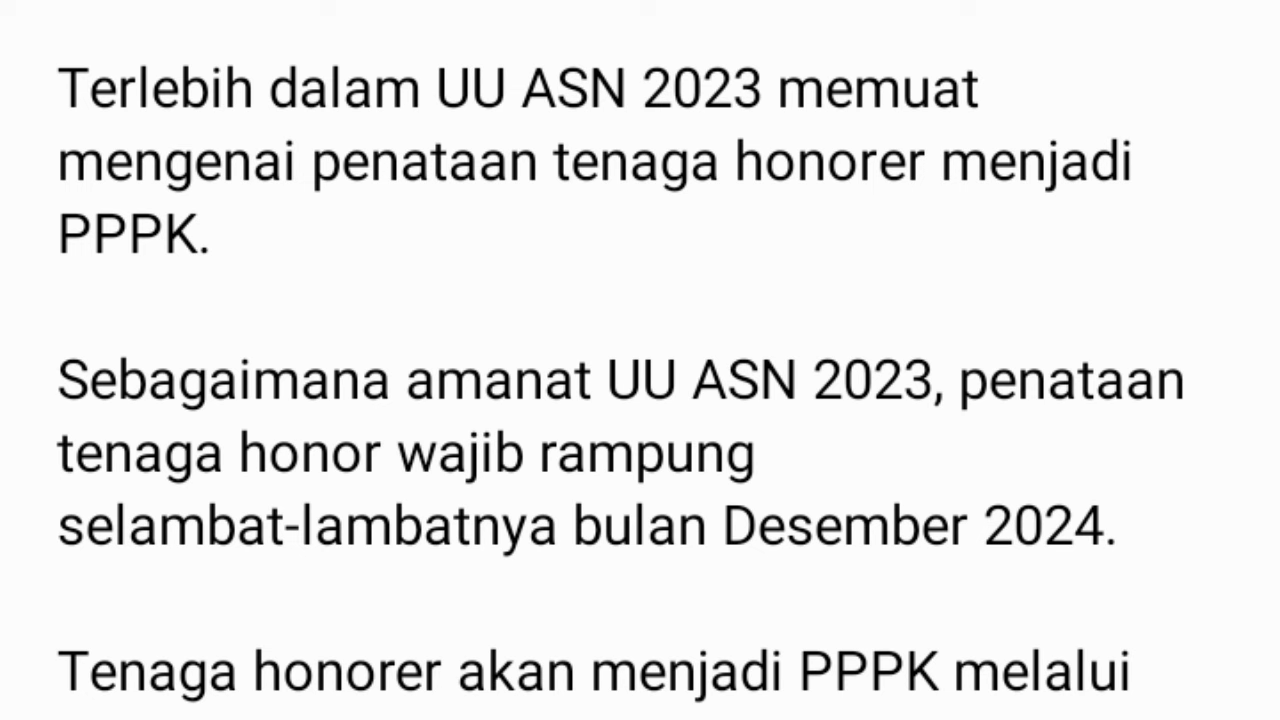 Terlebih dalam UU ASN 2023 memuat
mengenai penataan tenaga honorer menjadi
PPPK.
Sebagaimana amanat UU ASN 2023, penataan
tenaga honor wajib rampung
selambat-lambatnya bulan Desember 2024.
Tenaga honorer akan menjadi PPPK melalui